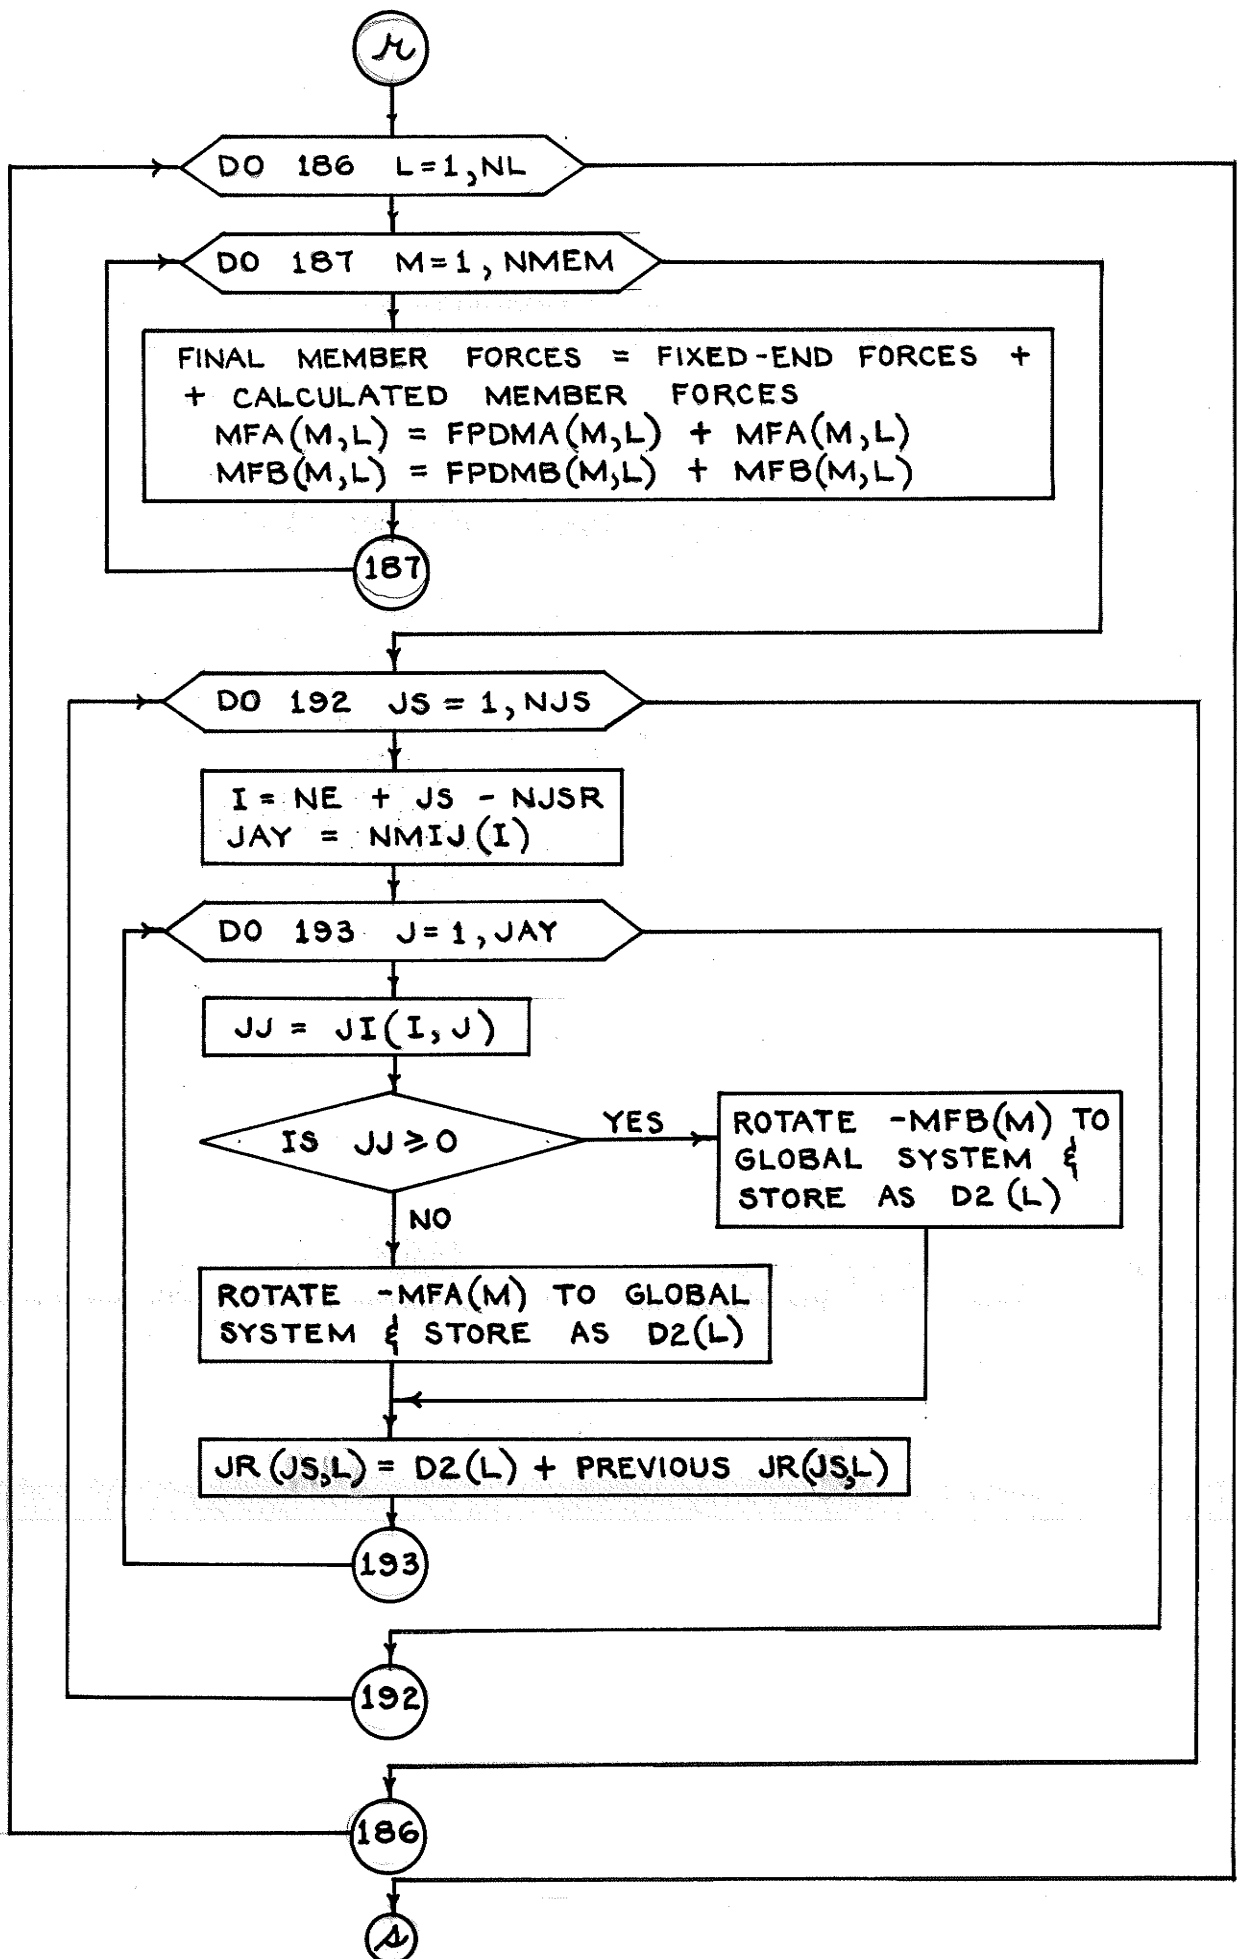 r
DO 186 L=1,NL
DO 187 M=1,NMEM
FINAL MEMBER FORCES = FIXED-END FORCES +
+ CALCULATED MEMBER FORCES
MFA(M,L) = FPDMA(M,L) + MFA(M,L)
MFB(M,L) = FPDMB(M,L) + MFB(M,L)
187
DO 192 JS = 1,NJS
I = NE + JS - NJSR
JAY = NMIJ(I)
DO 193 J=1,JAY
JJ = JI(I,J)
IS JJ ≥ 0
YES
ROTATE -MFB(M) TO
GLOBAL SYSTEM &
STORE AS D2(L)
NO
ROTATE -MFA(M) TO GLOBAL
SYSTEM & STORE AS D2(L)
JR(JS,L) = D2(L) + PREVIOUS JR(JS,L)
193
192
186
s